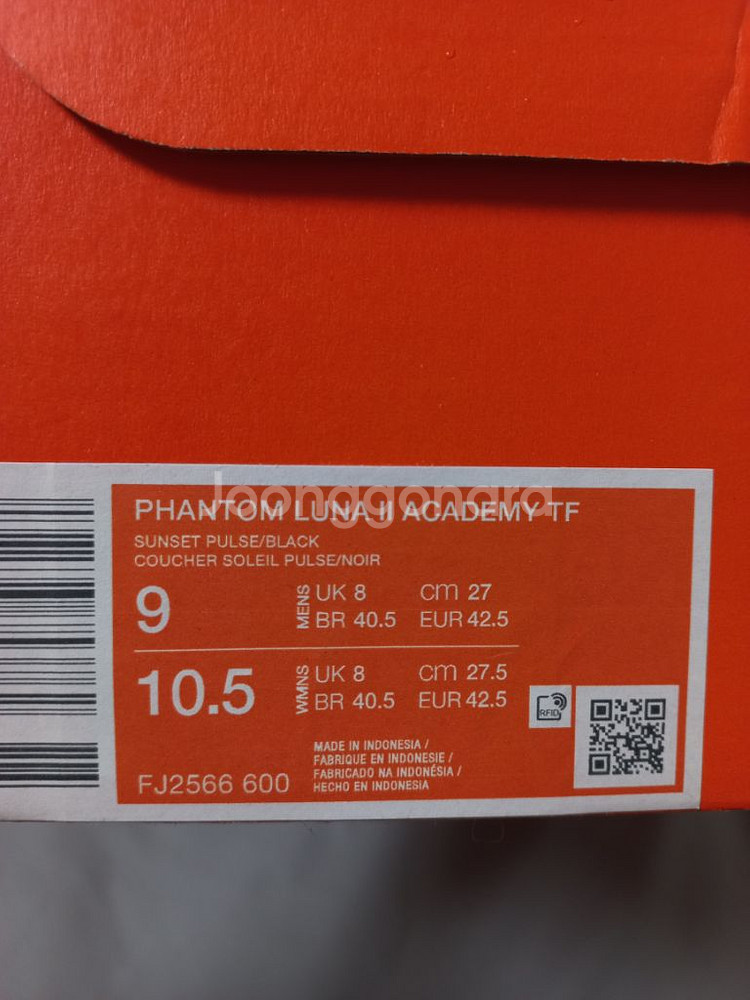 PHANTOM LUNA II ACADEMY TF
joonggonara
SUNSET PULSE/BLACK
COUCHER SOLEIL PULSE/NOIR
9
MENS
UK 8 cm 27
BR 40.5 EUR 42.5
10.5
WMNS
UK 8 cm 27.5
BR 40.5 EUR 42.5
RFID
FJ2566 600
MADE IN INDONESIA /
FABRIQUE EN INDONESIE /
FABRICADO NA INDONÉSIA /
HECHO EN INDONESIA